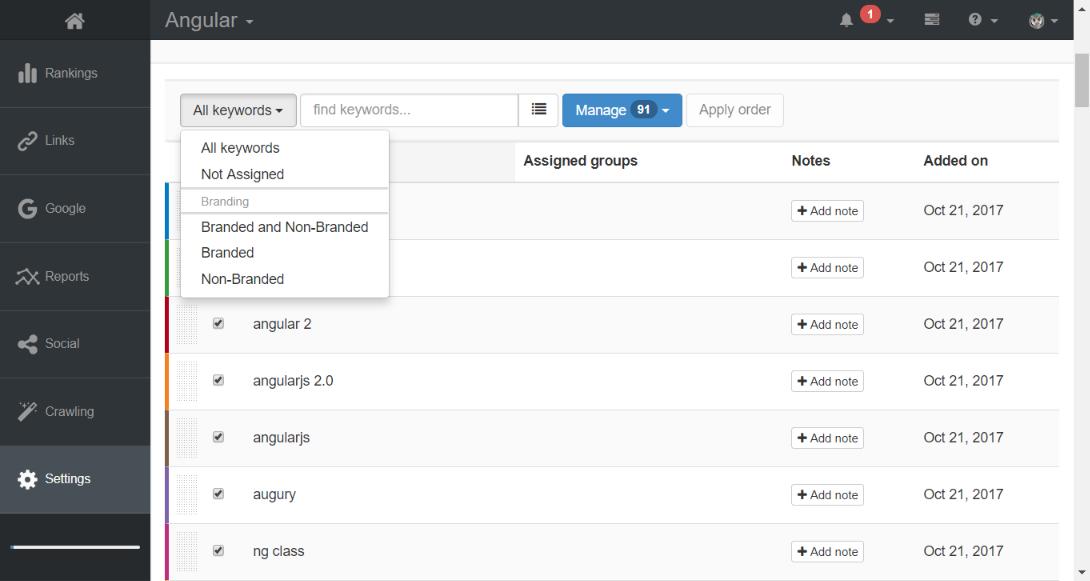 Angular
1
Rankings
Links
Google
Reports
Social
Crawling
Settings
All keywords
find keywords...
Manage 91
Apply order
All keywords
Not Assigned
Branding
Branded and Non-Branded
Branded
Non-Branded
Assigned groups Notes Added on
Add note Oct 21, 2017
Add note Oct 21, 2017
angular 2 Add note Oct 21, 2017
angularjs 2.0 Add note Oct 21, 2017
angularjs Add note Oct 21, 2017
augury Add note Oct 21, 2017
ng class Add note Oct 21, 2017